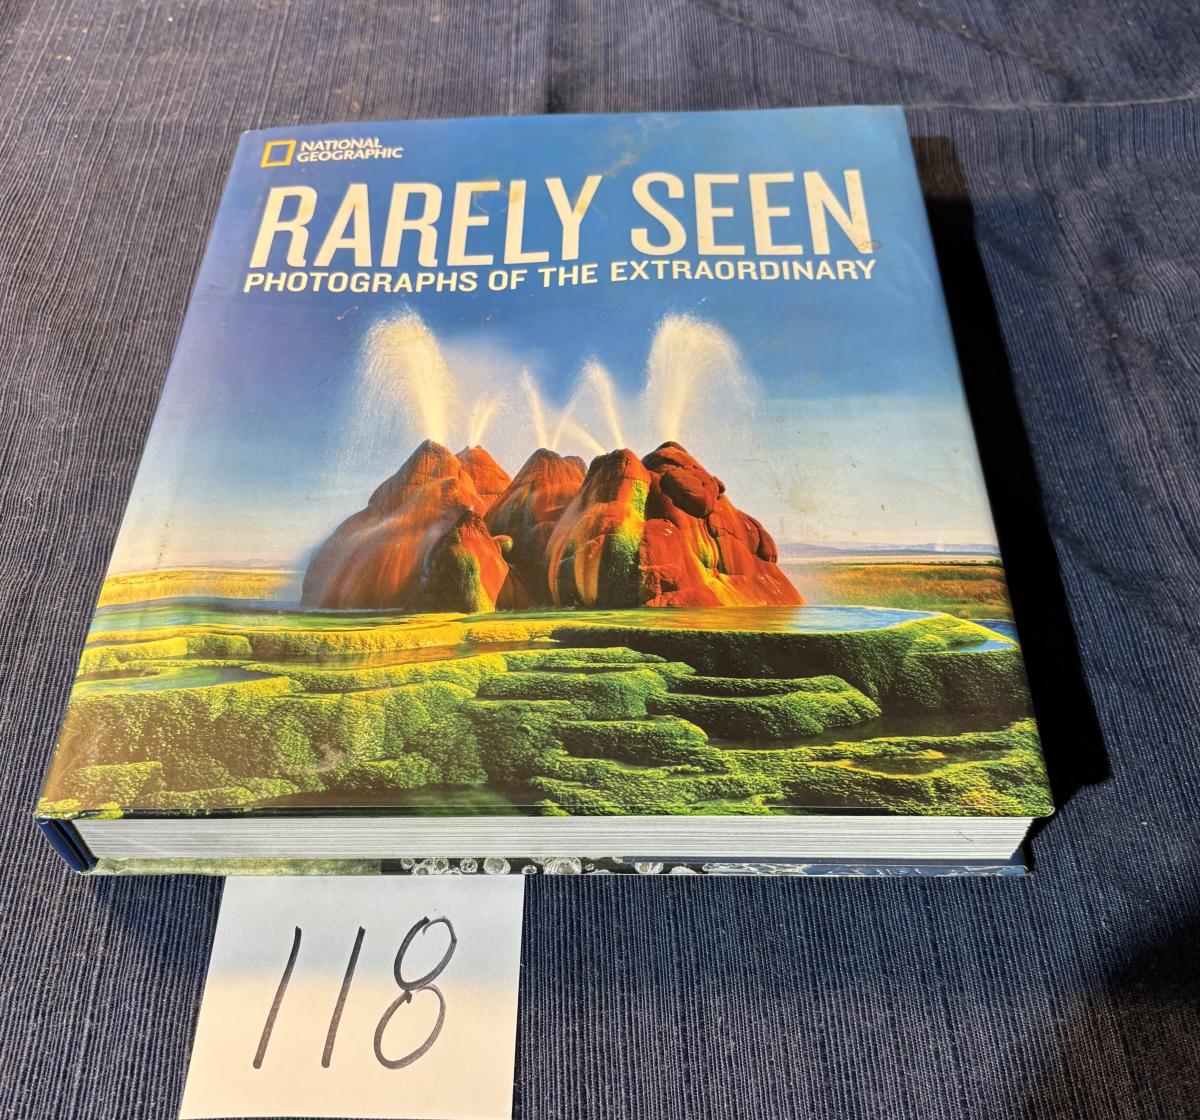 NATIONAL
GEOGRAPHIC
RARELY SEEN
PHOTOGRAPHS OF THE EXTRAORDINARY
118